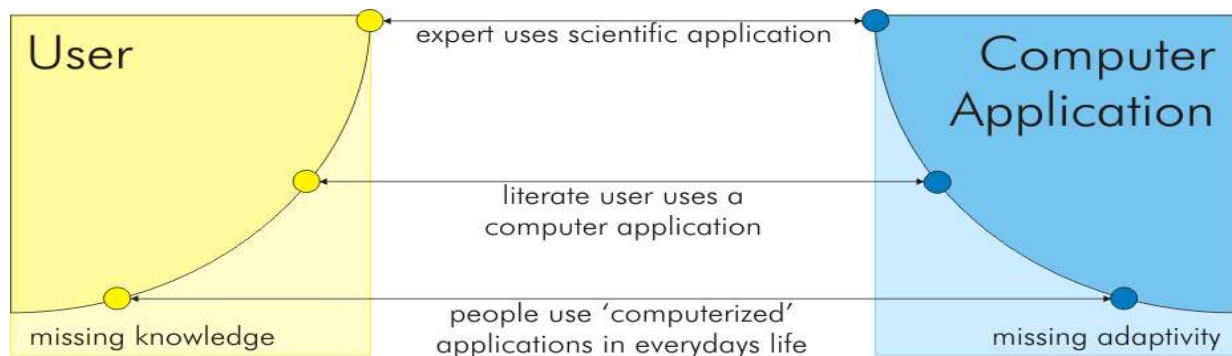 User
expert uses scientific application
Computer
Application
literate user uses a
computer application
people use ‘computerized’
applications in everydays life
missing knowledge
missing adaptivity